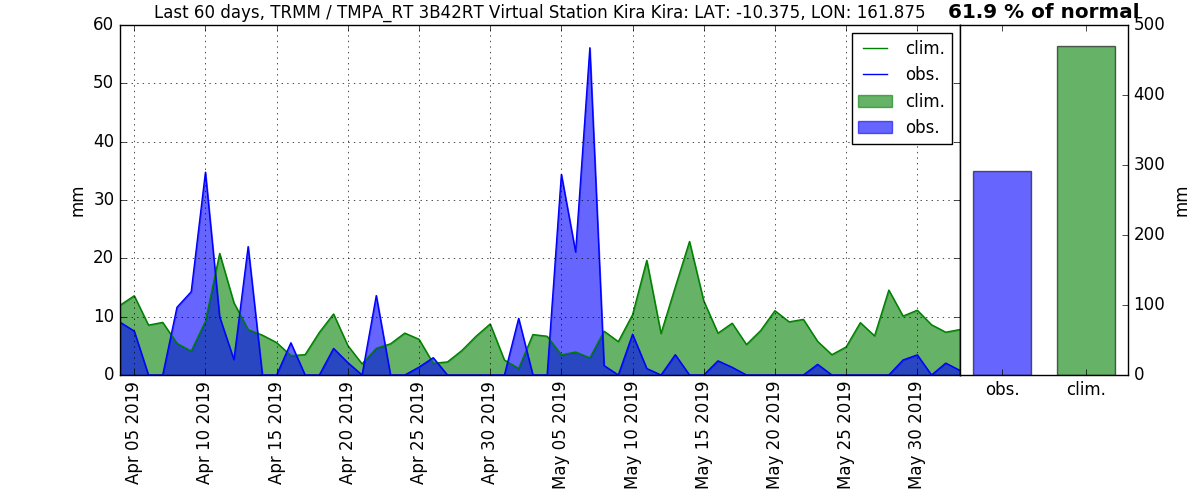 Last 60 days, TRMM / TMPA_RT 3B42RT Virtual Station Kira Kira: LAT: -10.375, LON: 161.875
61.9 % of normal
60
50
40
30
20
10
0
mm
clim.
obs.
clim.
obs.
Apr 05 2019
Apr 10 2019
Apr 15 2019
Apr 20 2019
Apr 25 2019
Apr 30 2019
May 05 2019
May 10 2019
May 15 2019
May 20 2019
May 25 2019
May 30 2019
500
400
300
200
100
0
mm
obs.
clim.